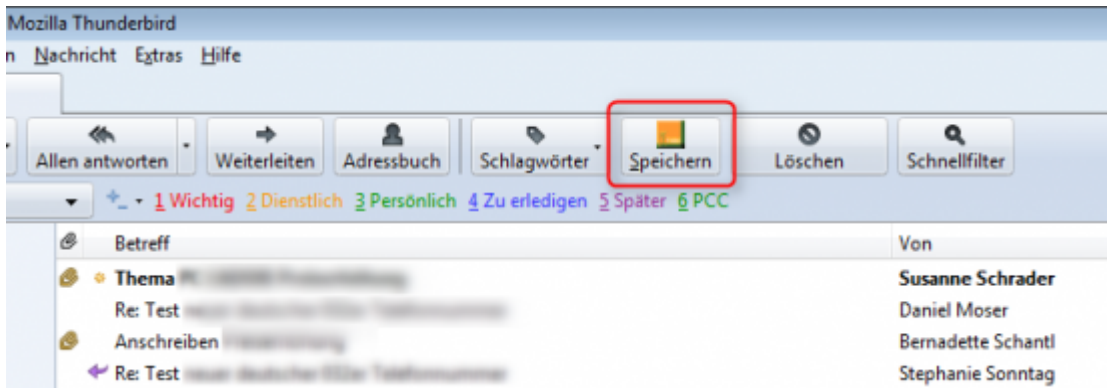 Mozilla Thunderbird
n Nachricht Extras Hilfe
Allen antworten Weiterleiten Adressbuch Schlagwörter Speichern Löschen Schnellfilter
1 Wichtig 2 Dienstlich 3 Persönlich 4 Zu erledigen 5 Später 6 PCC
Betreff Von
Thema Susanne Schrader
Re: Test Daniel Moser
Anschreiben Bernadette Schantl
Re: Test Stephanie Sonntag